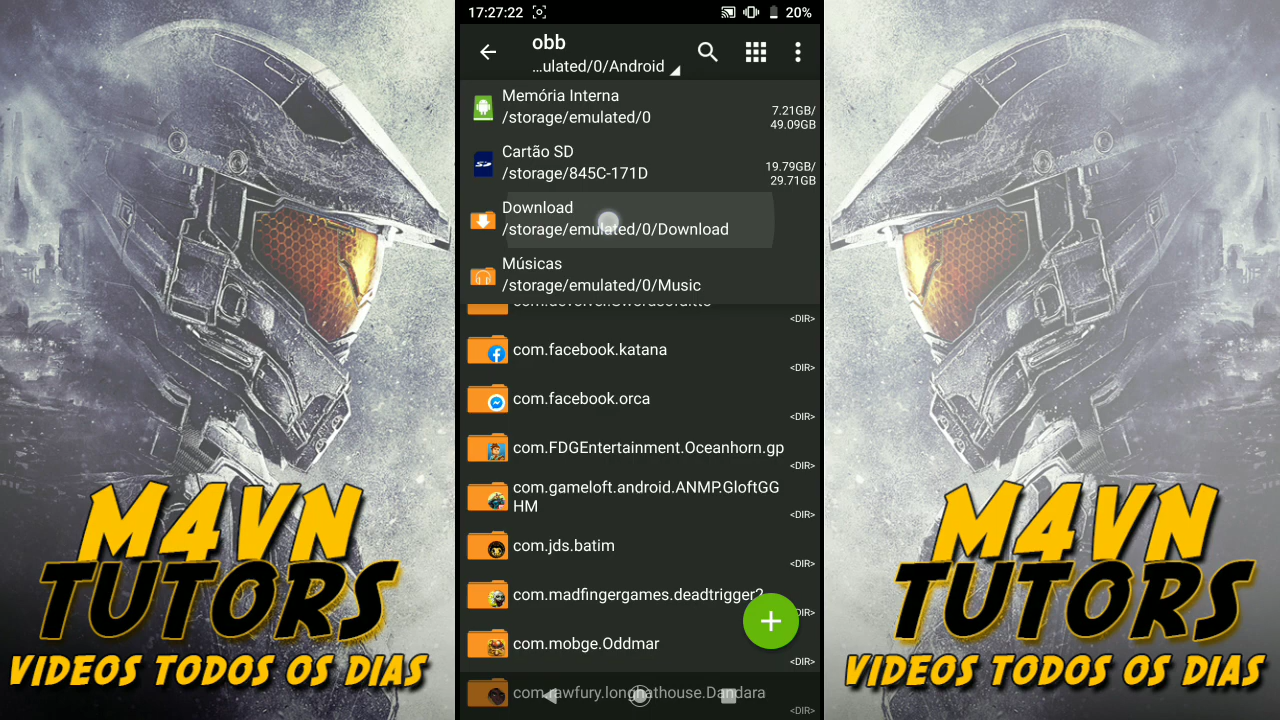 17:27:22
20%
obb
...ulated/0/Android
Memória Interna
/storage/emulated/0
7.21GB/
49.09GB
Cartão SD
/storage/845C-171D
19.79GB/
29.71GB
Download
/storage/emulated/0/Download
Músicas
/storage/emulated/0/Music
<DIR>
com.facebook.katana
<DIR>
com.facebook.orca
<DIR>
com.FDGEntertainment.Oceanhorn.gp
<DIR>
com.gameloft.android.ANMP.GloftGG
HM
<DIR>
com.jds.batim
<DIR>
com.madfingergames.deadtrigger2
<DIR>
com.mobge.Oddmar
<DIR>
com.rawfury.longhathouse.Dandara
<DIR>
M4VN
TUTORS
VIDEOS TODOS OS DIAS
M4VN
TUTORS
VIDEOS TODOS OS DIAS